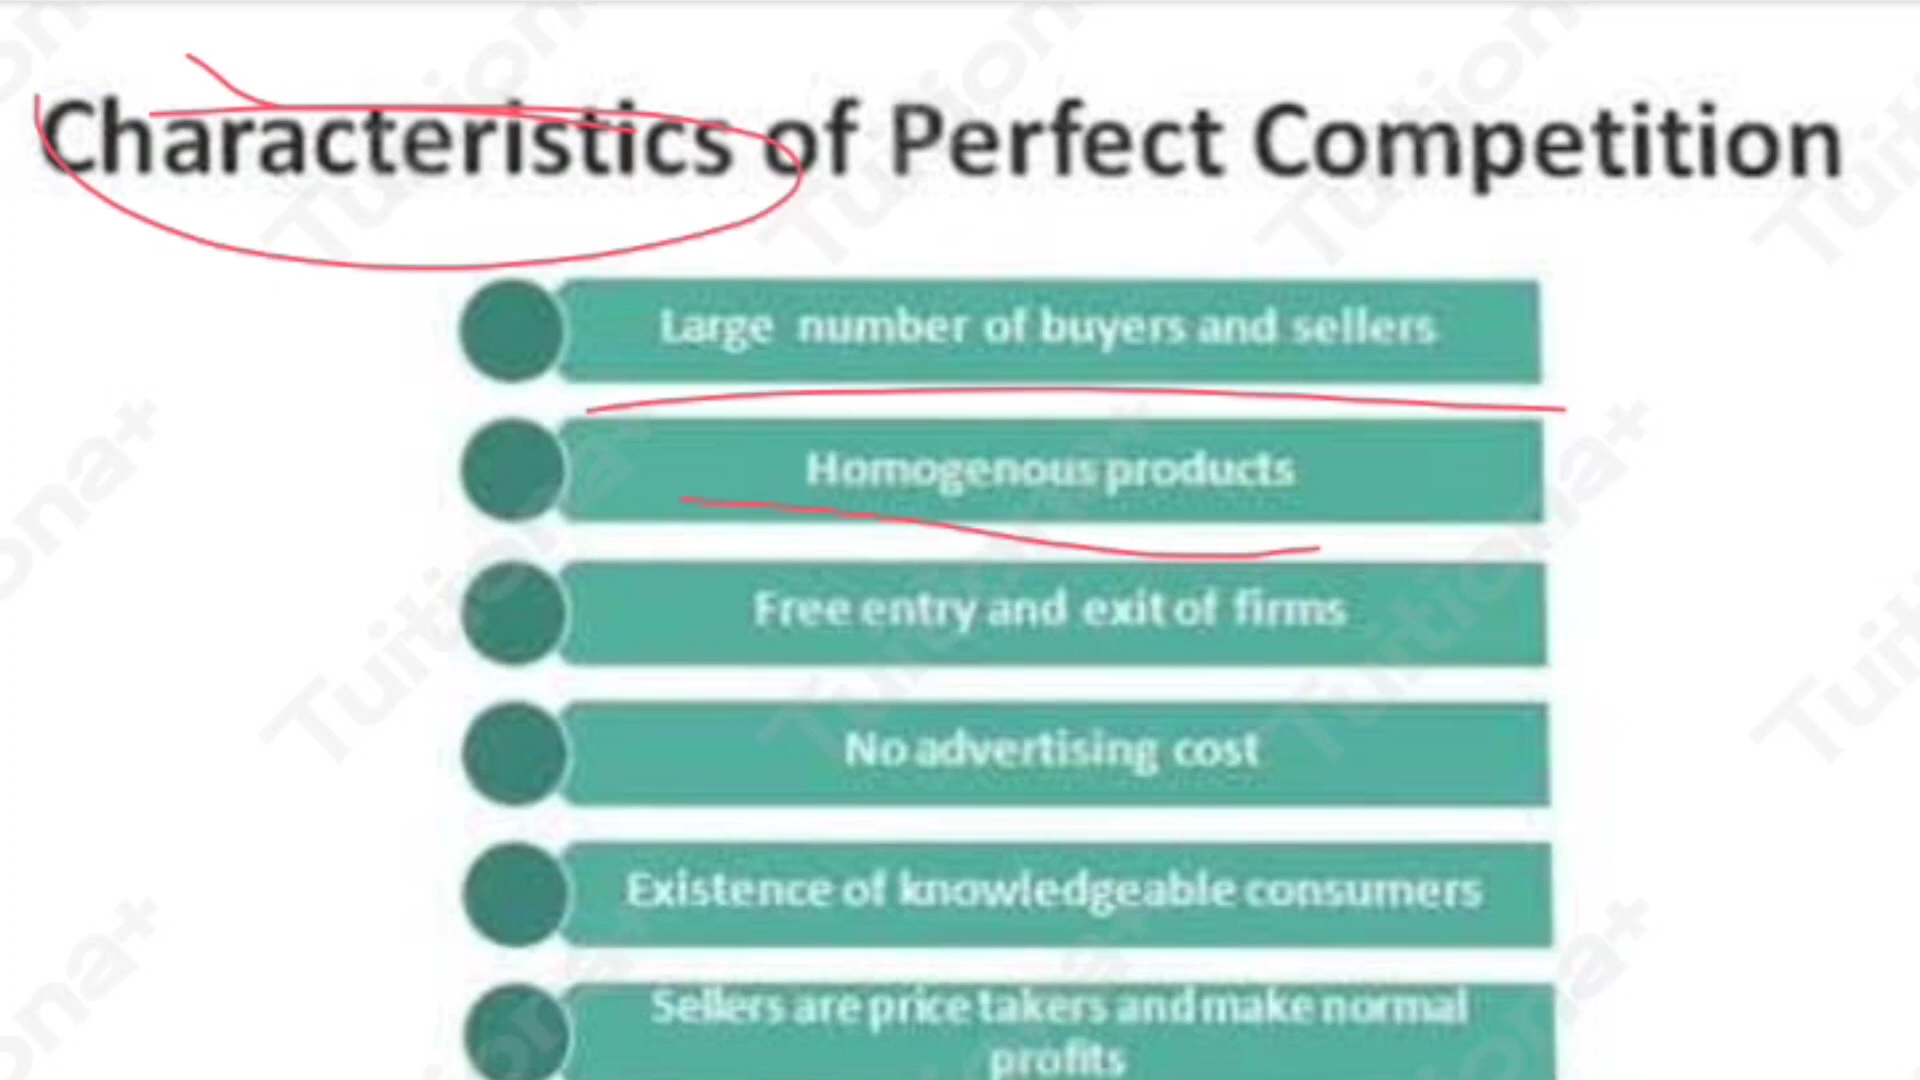 Characteristics of Perfect Competition
Large number of buyers and sellers
Homogenous products
Free entry and exit of firms
No advertising cost
Existence of knowledgeable consumers
Sellers are price takers and make normal
profits
Tuitiona+